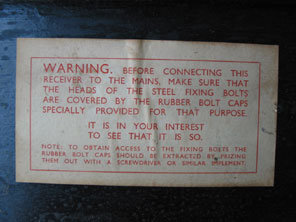 WARNING. BEFORE CONNECTING THIS
RECEIVER TO THE MAINS, MAKE SURE THAT
THE HEADS OF THE STEEL FIXING BOLTS
ARE COVERED BY THE RUBBER BOLT CAPS
SPECIALLY PROVIDED FOR THAT PURPOSE.
IT IS IN YOUR INTEREST
TO SEE THAT IT IS SO.
NOTE: TO OBTAIN ACCESS TO THE FIXING BOLTS THE
RUBBER BOLT CAPS SHOULD BE EXTRACTED BY PRIZING
THEM OUT WITH A SCREWDRIVER OR SIMILAR IMPLEMENT.